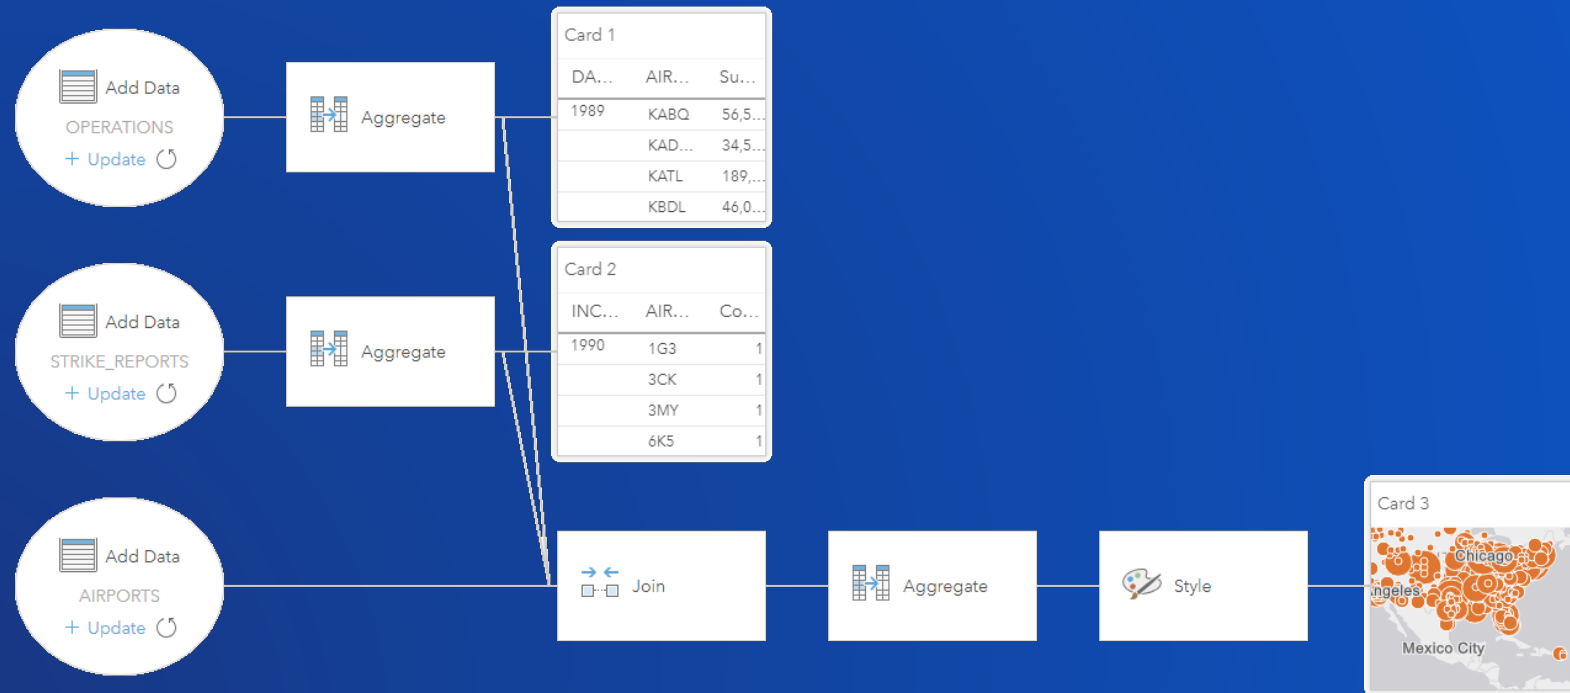 Add Data
OPERATIONS
+ Update
Aggregate
Card 1
DA... AIR... Su...
1989 KABQ 56,5...
KAD... 34,5...
KATL 189,...
KBDL 46,0...
Add Data
STRIKE_REPORTS
+ Update
Aggregate
Card 2
INC... AIR... Co...
1990 1G3 1
3CK 1
3MY 1
6K5 1
Add Data
AIRPORTS
+ Update
Join
Aggregate
Style
Card 3
Chicago
ngeles
Mexico City